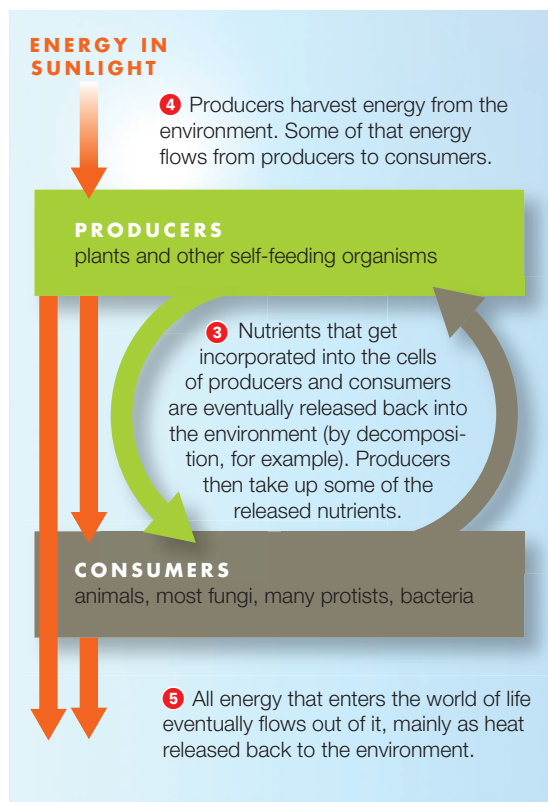 ENERGY IN
SUNLIGHT
4 Producers harvest energy from the
environment. Some of that energy
flows from producers to consumers.
PRODUCERS
plants and other self-feeding organisms
3 Nutrients that get
incorporated into the cells
of producers and consumers
are eventually released back into
the environment (by decomposi-
tion, for example). Producers
then take up some of the
released nutrients.
CONSUMERS
animals, most fungi, many protists, bacteria
5 All energy that enters the world of life
eventually flows out of it, mainly as heat
released back to the environment.